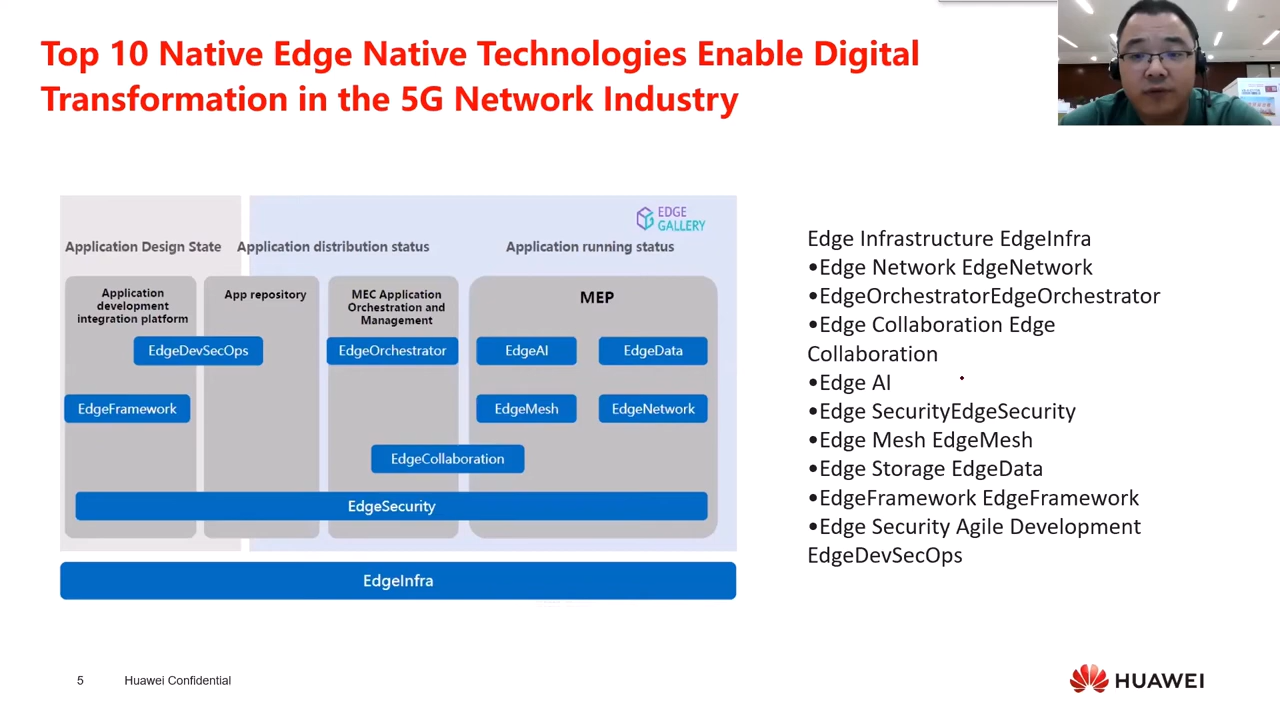 Top 10 Native Edge Native Technologies Enable Digital
Transformation in the 5G Network Industry
EDGE
GALLERY
Application Design State
Application distribution status
Application running status
Application
development
integration platform
App repository
MEC Application
Orchestration and
Management
MEP
EdgeDevSecOps
EdgeOrchestrator
EdgeAI
EdgeData
EdgeFramework
EdgeMesh
EdgeNetwork
EdgeCollaboration
EdgeSecurity
EdgeInfra
Edge Infrastructure EdgeInfra
•Edge Network EdgeNetwork
•EdgeOrchestratorEdgeOrchestrator
•Edge Collaboration Edge
Collaboration
•Edge AI
•Edge SecurityEdgeSecurity
•Edge Mesh EdgeMesh
•Edge Storage EdgeData
•EdgeFramework EdgeFramework
•Edge Security Agile Development
EdgeDevSecOps
5
Huawei Confidential
HUAWEI